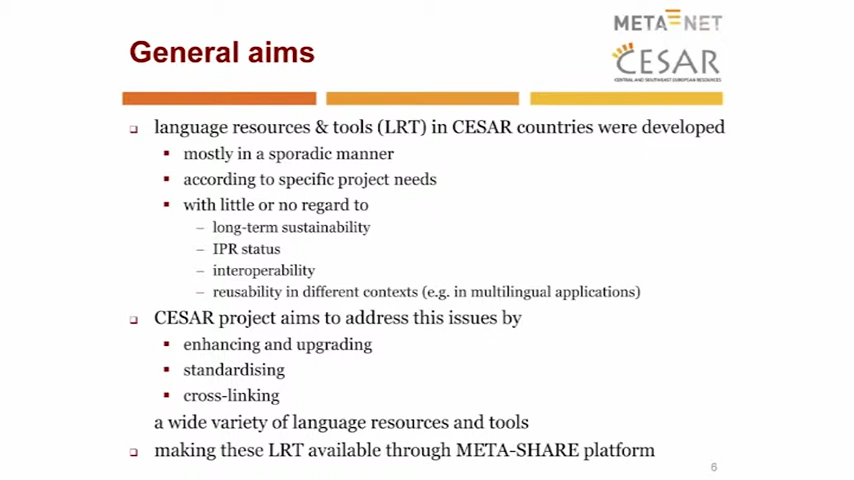 META NET
General aims
CESAR
CENTRAL AND SOUTHEAST EUROPEAN RESOURCES
❑ language resources & tools (LRT) in CESAR countries were developed
▪ mostly in a sporadic manner
▪ according to specific project needs
▪ with little or no regard to
– long-term sustainability
– IPR status
– interoperability
– reusability in different contexts (e.g. in multilingual applications)
❑ CESAR project aims to address this issues by
▪ enhancing and upgrading
▪ standardising
▪ cross-linking
a wide variety of language resources and tools
❑ making these LRT available through META-SHARE platform
6